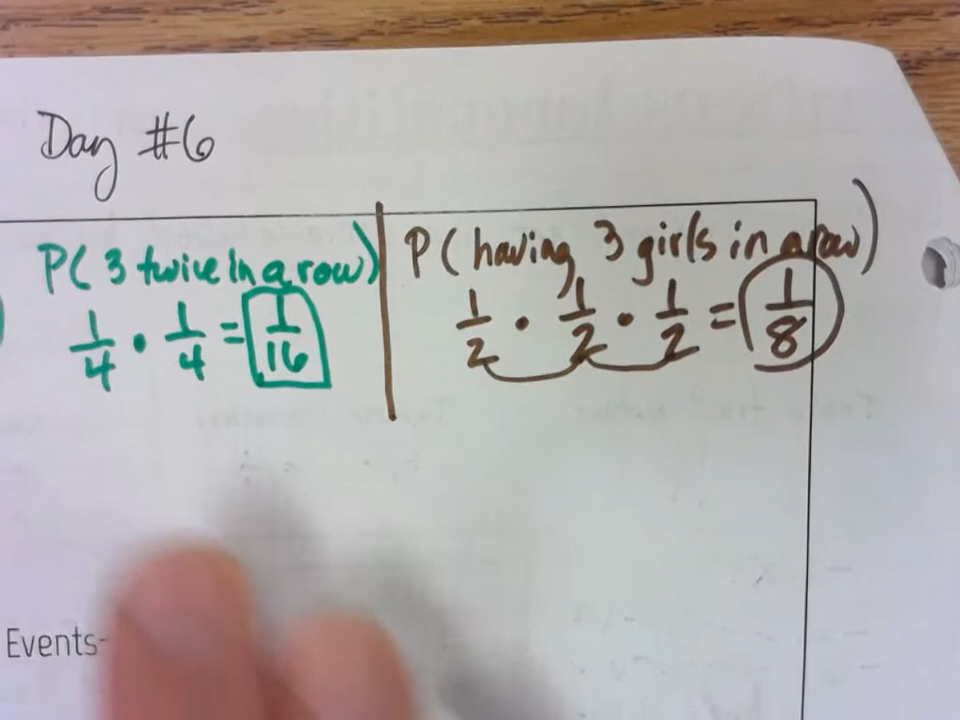 Day #6
P(3 twice in a row)
1/4 · 1/4 = 1/16
P(having 3 girls in a row)
1/2 · 1/2 · 1/2 = 1/8
Events-